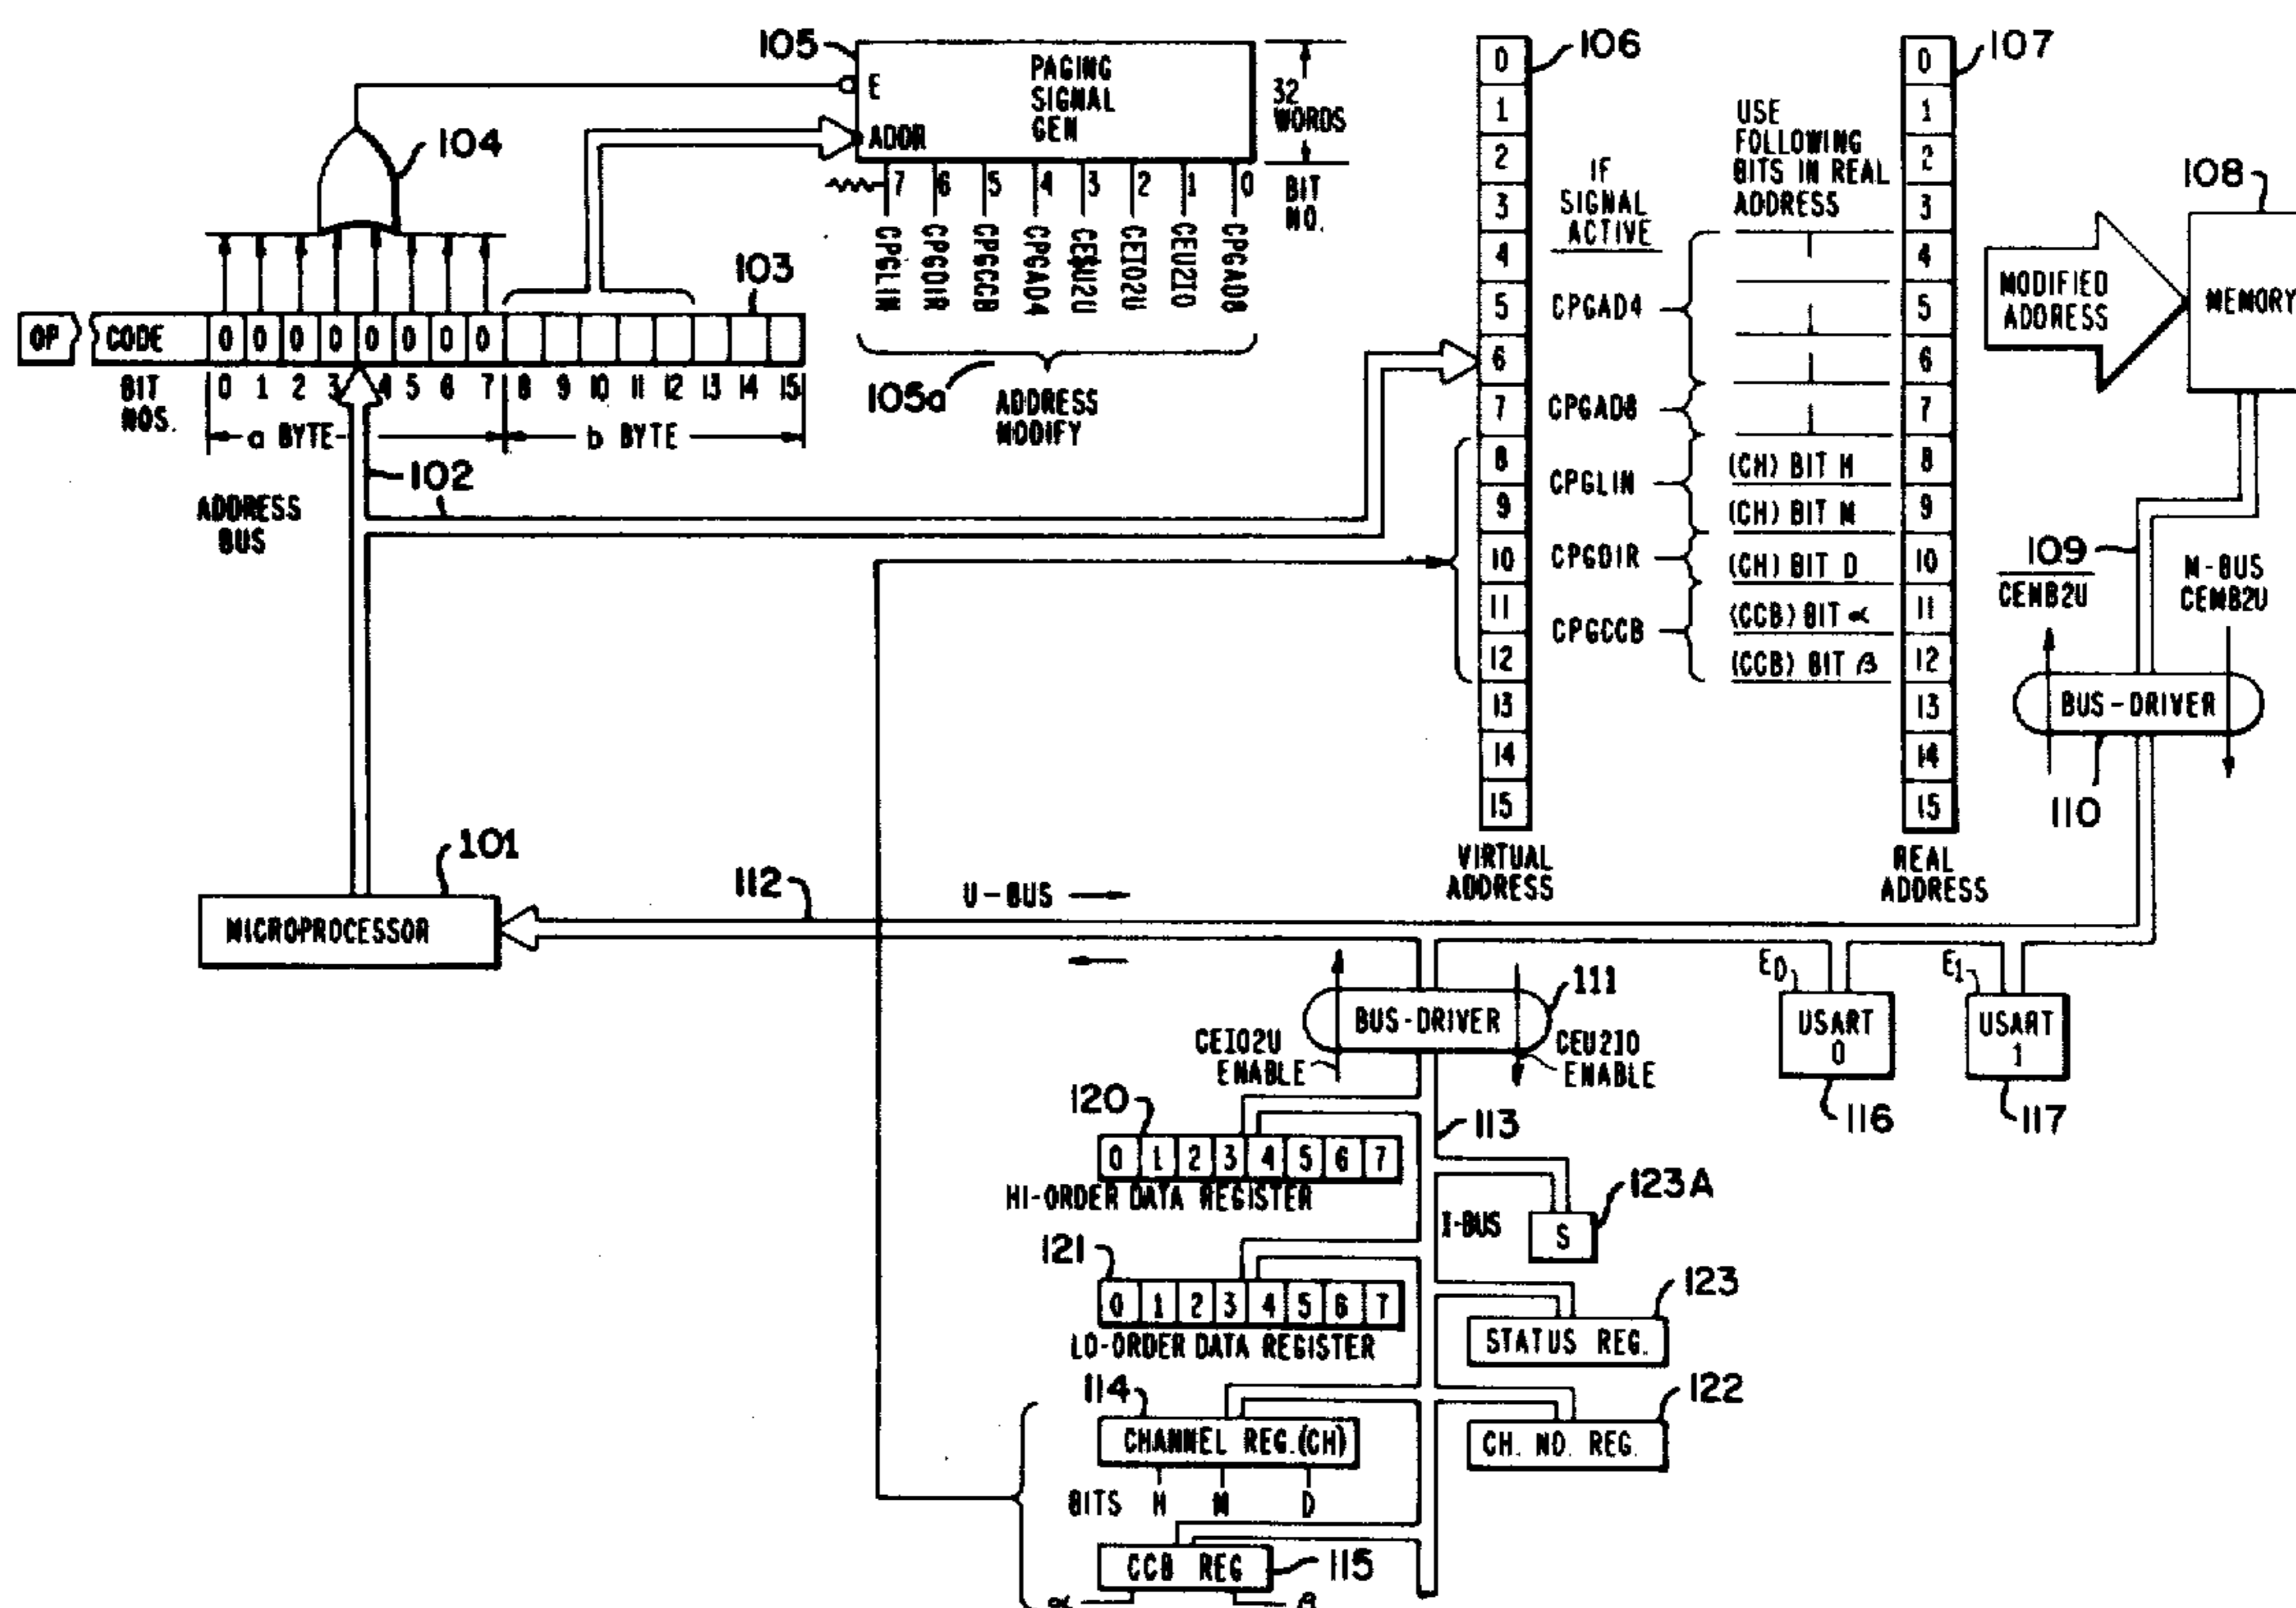 105
E
ADDR
PAGING
SIGNAL
GEN
32
WORDS
7 6 5 4 3 2 1 0
BIT
NO.
CPGLIN
CPGDIR
CPGCCB
CPGAD4
CEIO2U
CEU2IO
CPGAD8
105a
ADDRESS
MODIFY
104
103
OP CODE 0 0 0 0 0 0 0 0
BIT
NOS.
0 1 2 3 4 5 6 7 8 9 10 11 12 13 14 15
a BYTE b BYTE
102
ADDRESS
BUS
106
0
1
2
3
4
5
6
7
8
9
10
11
12
13
14
15
VIRTUAL
ADDRESS
IF
SIGNAL
ACTIVE
CPGAD4
CPGAD8
CPGLIN
CPGDIR
CPGCCB
USE
FOLLOWING
BITS IN REAL
ADDRESS
1
1
1
1
(CH) BIT H
(CH) BIT M
(CH) BIT D
(CCB) BIT α
(CCB) BIT β
107
0
1
2
3
4
5
6
7
8
9
10
11
12
13
14
15
REAL
ADDRESS
MODIFIED
ADDRESS
108
MEMORY
109
CEMB2U
M-BUS
CEMB2U
BUS-DRIVER
110
101
MICROPROCESSOR
112
U-BUS
BUS-DRIVER
111
CEIO2U
ENABLE
CEU2IO
ENABLE
E0
USART
0
116
E1
USART
1
117
120
0 1 2 3 4 5 6 7
HI-ORDER DATA REGISTER
113
I-BUS
123A
S
121
0 1 2 3 4 5 6 7
LO-ORDER DATA REGISTER
123
STATUS REG.
114
CHANNEL REG.(CH)
BITS H M D
122
CH. NO. REG.
CCB REG
115
α β